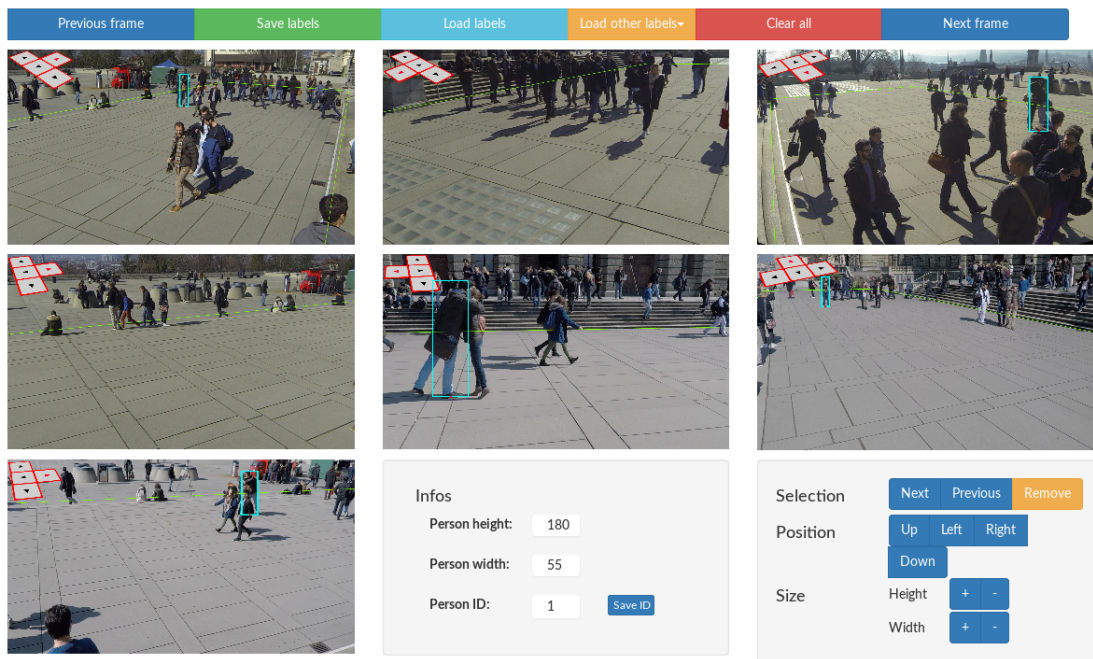 Previous frame
Save labels
Load labels
Load other labels
Clear all
Next frame
Infos
Person height: 180
Person width: 55
Person ID: 1 Save ID
Selection Next Previous Remove
Position Up Left Right
Down
Size Height + -
Width + -